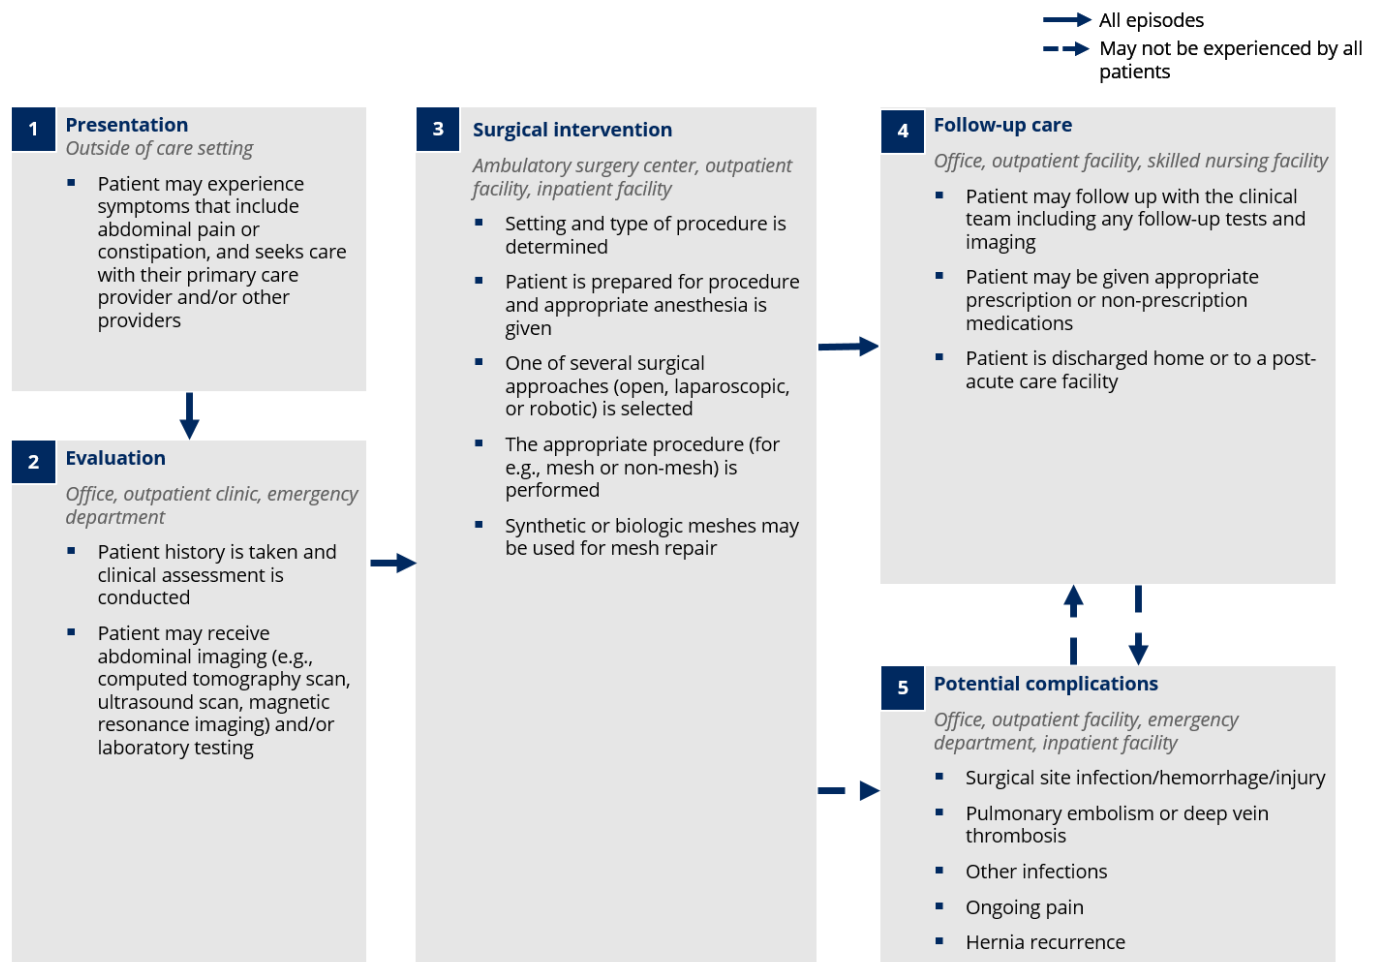 All episodes
May not be experienced by all
patients
1
Presentation
Outside of care setting
Patient may experience
symptoms that include
abdominal pain or
constipation, and seeks care
with their primary care
provider and/or other
providers
2
Evaluation
Office, outpatient clinic, emergency
department
Patient history is taken and
clinical assessment is
conducted
Patient may receive
abdominal imaging (e.g.,
computed tomography scan,
ultrasound scan, magnetic
resonance imaging) and/or
laboratory testing
3
Surgical intervention
Ambulatory surgery center, outpatient
facility, inpatient facility
Setting and type of procedure is
determined
Patient is prepared for procedure
and appropriate anesthesia is
given
One of several surgical
approaches (open, laparoscopic,
or robotic) is selected
The appropriate procedure (for
e.g., mesh or non-mesh) is
performed
Synthetic or biologic meshes may
be used for mesh repair
4
Follow-up care
Office, outpatient facility, skilled nursing facility
Patient may follow up with the clinical
team including any follow-up tests and
imaging
Patient may be given appropriate
prescription or non-prescription
medications
Patient is discharged home or to a post-
acute care facility
5
Potential complications
Office, outpatient facility, emergency
department, inpatient facility
Surgical site infection/hemorrhage/injury
Pulmonary embolism or deep vein
thrombosis
Other infections
Ongoing pain
Hernia recurrence